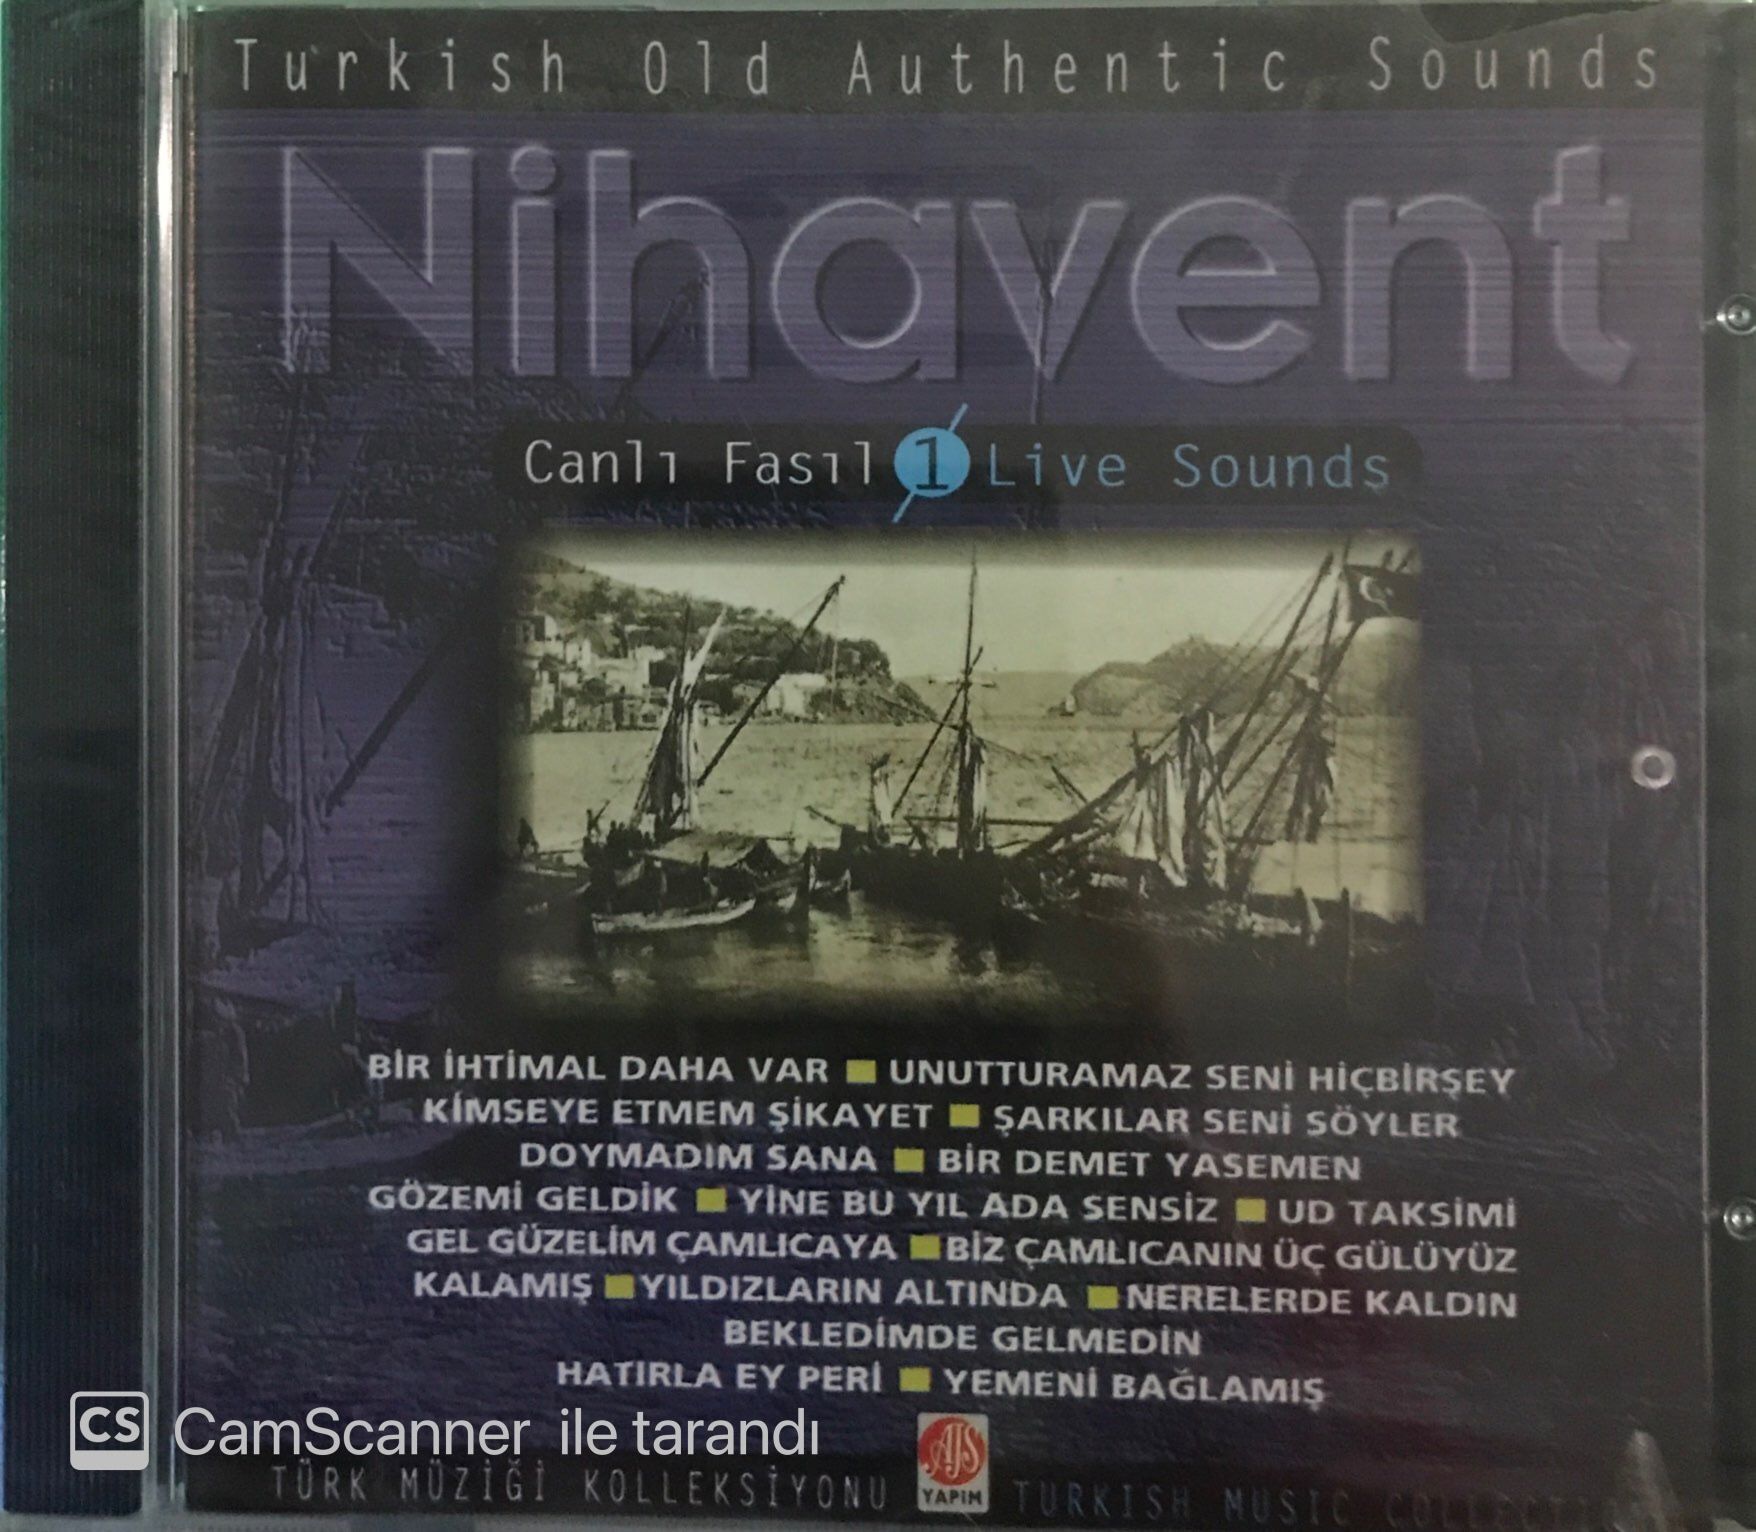 Turkish Old Authentic Sounds
Nihavent
Canlı Fasıl 1 Live Sounds
BİR İHTİMAL DAHA VAR UNUTTURAMAZ SENİ HİÇBİRŞEY
KİMSEYE ETMEM ŞİKAYET ŞARKILAR SENİ SÖYLER
DOYMADIM SANA BİR DEMET YASEMEN
GÖZEMİ GELDİK YİNE BU YIL ADA SENSİZ UD TAKSİMİ
GEL GÜZELİM ÇAMLICAYA BİZ ÇAMLICANIN ÜÇ GÜLÜYÜZ
KALAMIŞ YILDIZLARIN ALTINDA NERELERDE KALDIN
BEKLEDİMDE GELMEDİN
HATIRLA EY PERİ YEMENİ BAĞLAMIŞ
CS CamScanner ile tarandı
AJS
YAPIM
TÜRK MÜZİĞİ KOLLEKSİYONU TURKISH MUSIC COLLECTION